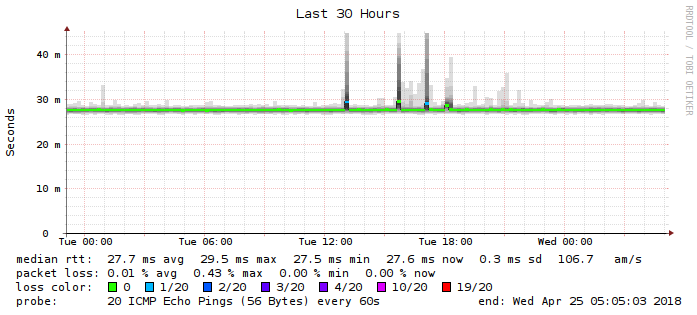 Last 30 Hours
RRDTOOL / TOBI OETIKER
Seconds
40 m
30 m
20 m
10 m
0
Tue 00:00 Tue 06:00 Tue 12:00 Tue 18:00 Wed 00:00
median rtt: 27.7 ms avg 29.5 ms max 27.5 ms min 27.6 ms now 0.3 ms sd 106.7 am/s
packet loss: 0.01 % avg 0.43 % max 0.00 % min 0.00 % now
loss color: 0 1/20 2/20 3/20 4/20 10/20 19/20
probe: 20 ICMP Echo Pings (56 Bytes) every 60s end: Wed Apr 25 05:05:03 2018